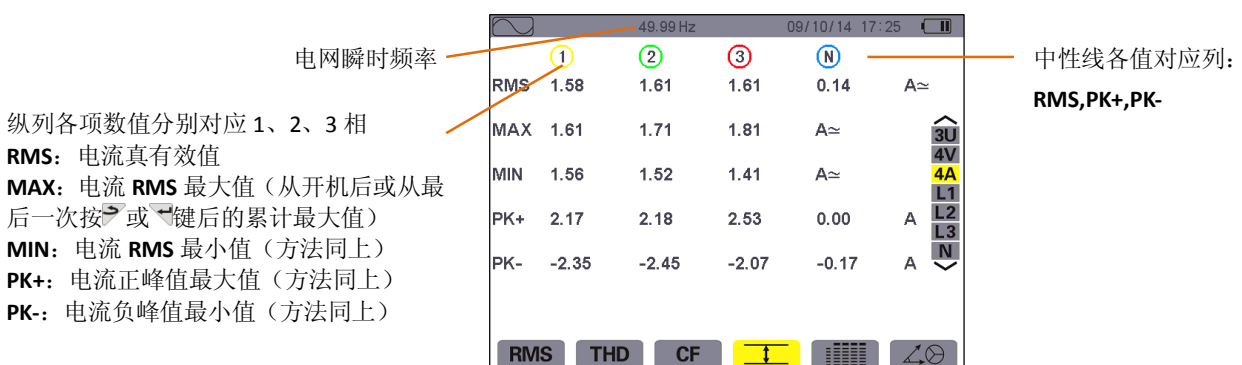 电网瞬时频率
纵列各项数值分别对应 1、2、3 相
RMS：电流真有效值
MAX：电流 RMS 最大值（从开机后或从最
后一次按或键后的累计最大值）
MIN：电流 RMS 最小值（方法同上）
PK+：电流正峰值最大值（方法同上）
PK-：电流负峰值最小值（方法同上）
49.99 Hz 09/10/14 17:25
1 2 3 N
RMS 1.58 1.61 1.61 0.14 A≃
MAX 1.61 1.71 1.81 A≃
MIN 1.56 1.52 1.41 A≃
PK+ 2.17 2.18 2.53 0.00 A
PK- -2.35 -2.45 -2.07 -0.17 A
3U
4V
4A
L1
L2
L3
N
RMS THD CF
中性线各值对应列：
RMS,PK+,PK-